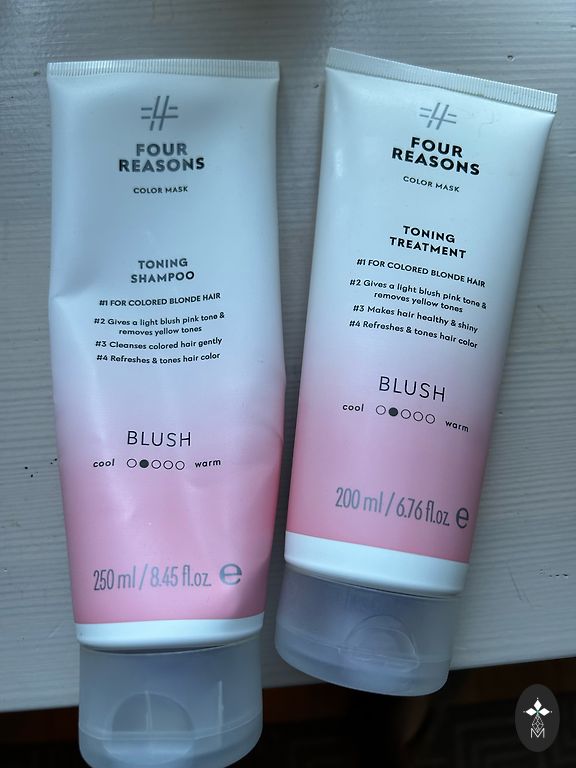 FOUR
REASONS
COLOR MASK
TONING
SHAMPOO
#1 FOR COLORED BLONDE HAIR
#2 Gives a light blush pink tone &
removes yellow tones
#3 Cleanses colored hair gently
#4 Refreshes & tones hair color
BLUSH
cool warm
250 ml / 8.45 fl.oz. e
FOUR
REASONS
COLOR MASK
TONING
TREATMENT
#1 FOR COLORED BLONDE HAIR
#2 Gives a light blush pink tone &
removes yellow tones
#3 Makes hair healthy & shiny
#4 Refreshes & tones hair color
BLUSH
cool warm
200 ml / 6.76 fl.oz. e